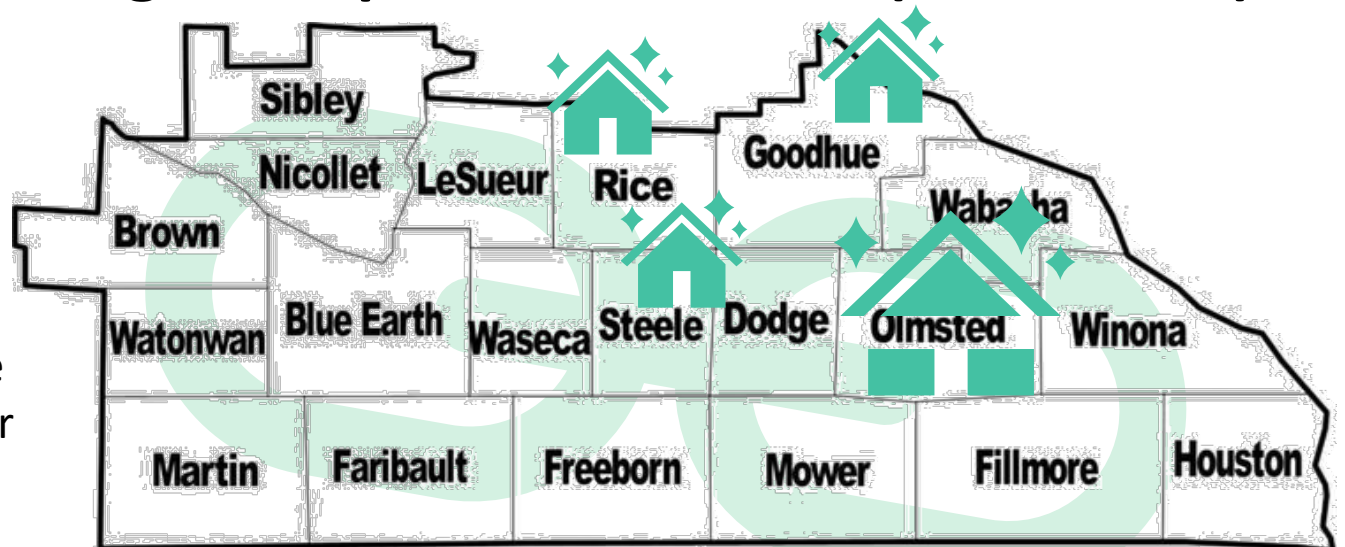 Sibley
Nicollet
LeSueur
Rice
Goodhue
Wabasha
Brown
Watonwan
Blue Earth
Waseca
Steele
Dodge
Olmsted
Winona
e
r
Martin
Faribault
Freeborn
Mower
Fillmore
Houston